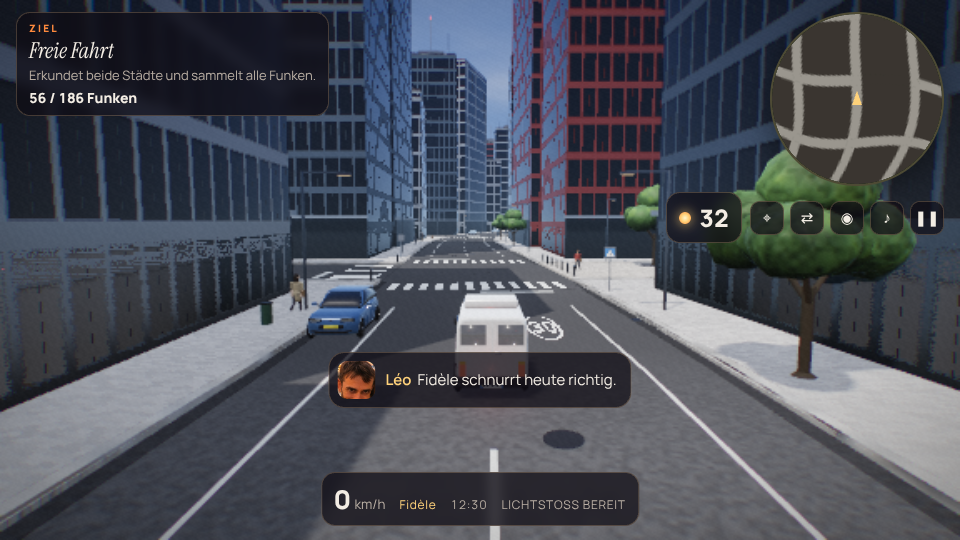 ZIEL
Freie Fahrt
Erkundet beide Städte und sammelt alle Funken.
56 / 186 Funken
32
30
Léo Fidèle schnurrt heute richtig.
0 km/h Fidèle 12:30 LICHTSTOSS BEREIT